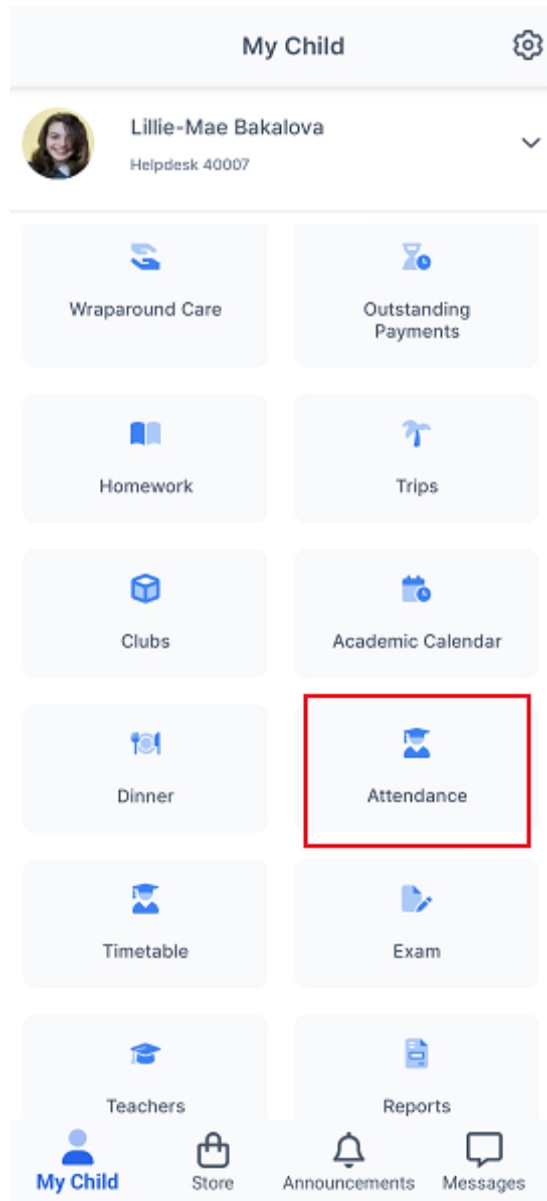 My Child
Lillie-Mae Bakalova
Helpdesk 40007
Wraparound Care
Outstanding
Payments
Homework
Trips
Clubs
Academic Calendar
Dinner
Attendance
Timetable
Exam
Teachers
Reports
My Child
Store
Announcements
Messages